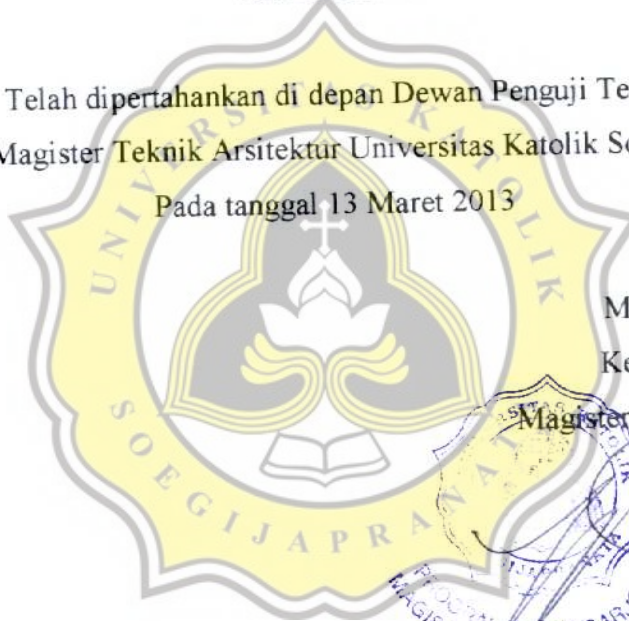 Telah dipertahankan di depan Dewan Penguji Te
Magister Teknik Arsitektur Universitas Katolik So
Pada tanggal 13 Maret 2013
M
Ke
Magister
UNIVERSITAS KATOLIK
SOEGIJAPRANATA